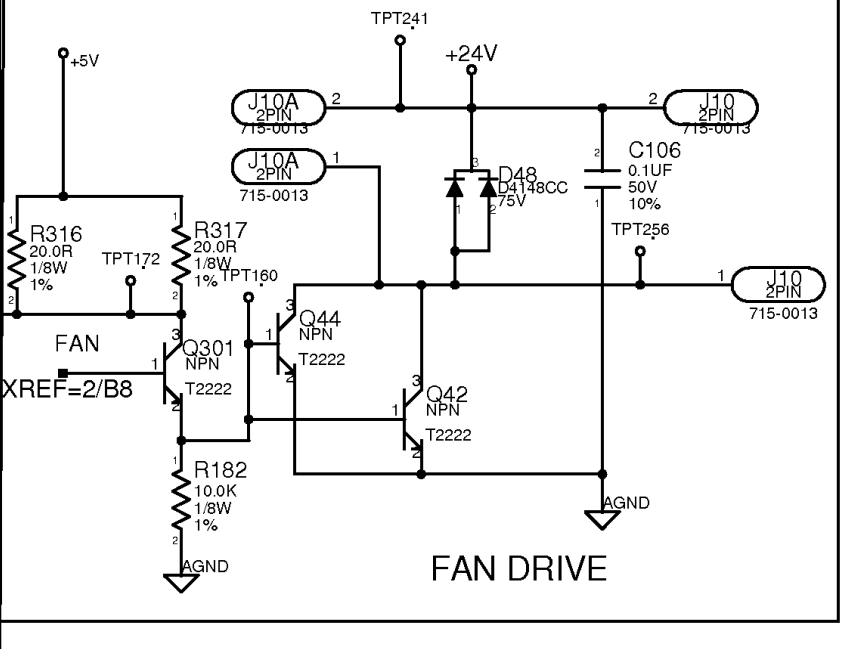 TPT241
+5V
+24V
J10A
2PIN
715-0013
2
2
J10
2PIN
715-0013
J10A
2PIN
715-0013
1
3
D48
D4148CC
75V
1
2
2
C106
0.1UF
50V
10%
1
1
R316
20.0R
1/8W
1%
2
1
R317
20.0R
1/8W
1%
2
TPT172
TPT160
TPT256
1
J10
2PIN
715-0013
FAN
XREF=2/B8
1
3
Q301
NPN
T2222
2
3
1
Q44
NPN
T2222
2
3
1
Q42
NPN
T2222
2
1
R182
10.0K
1/8W
1%
2
AGND
AGND
FAN DRIVE